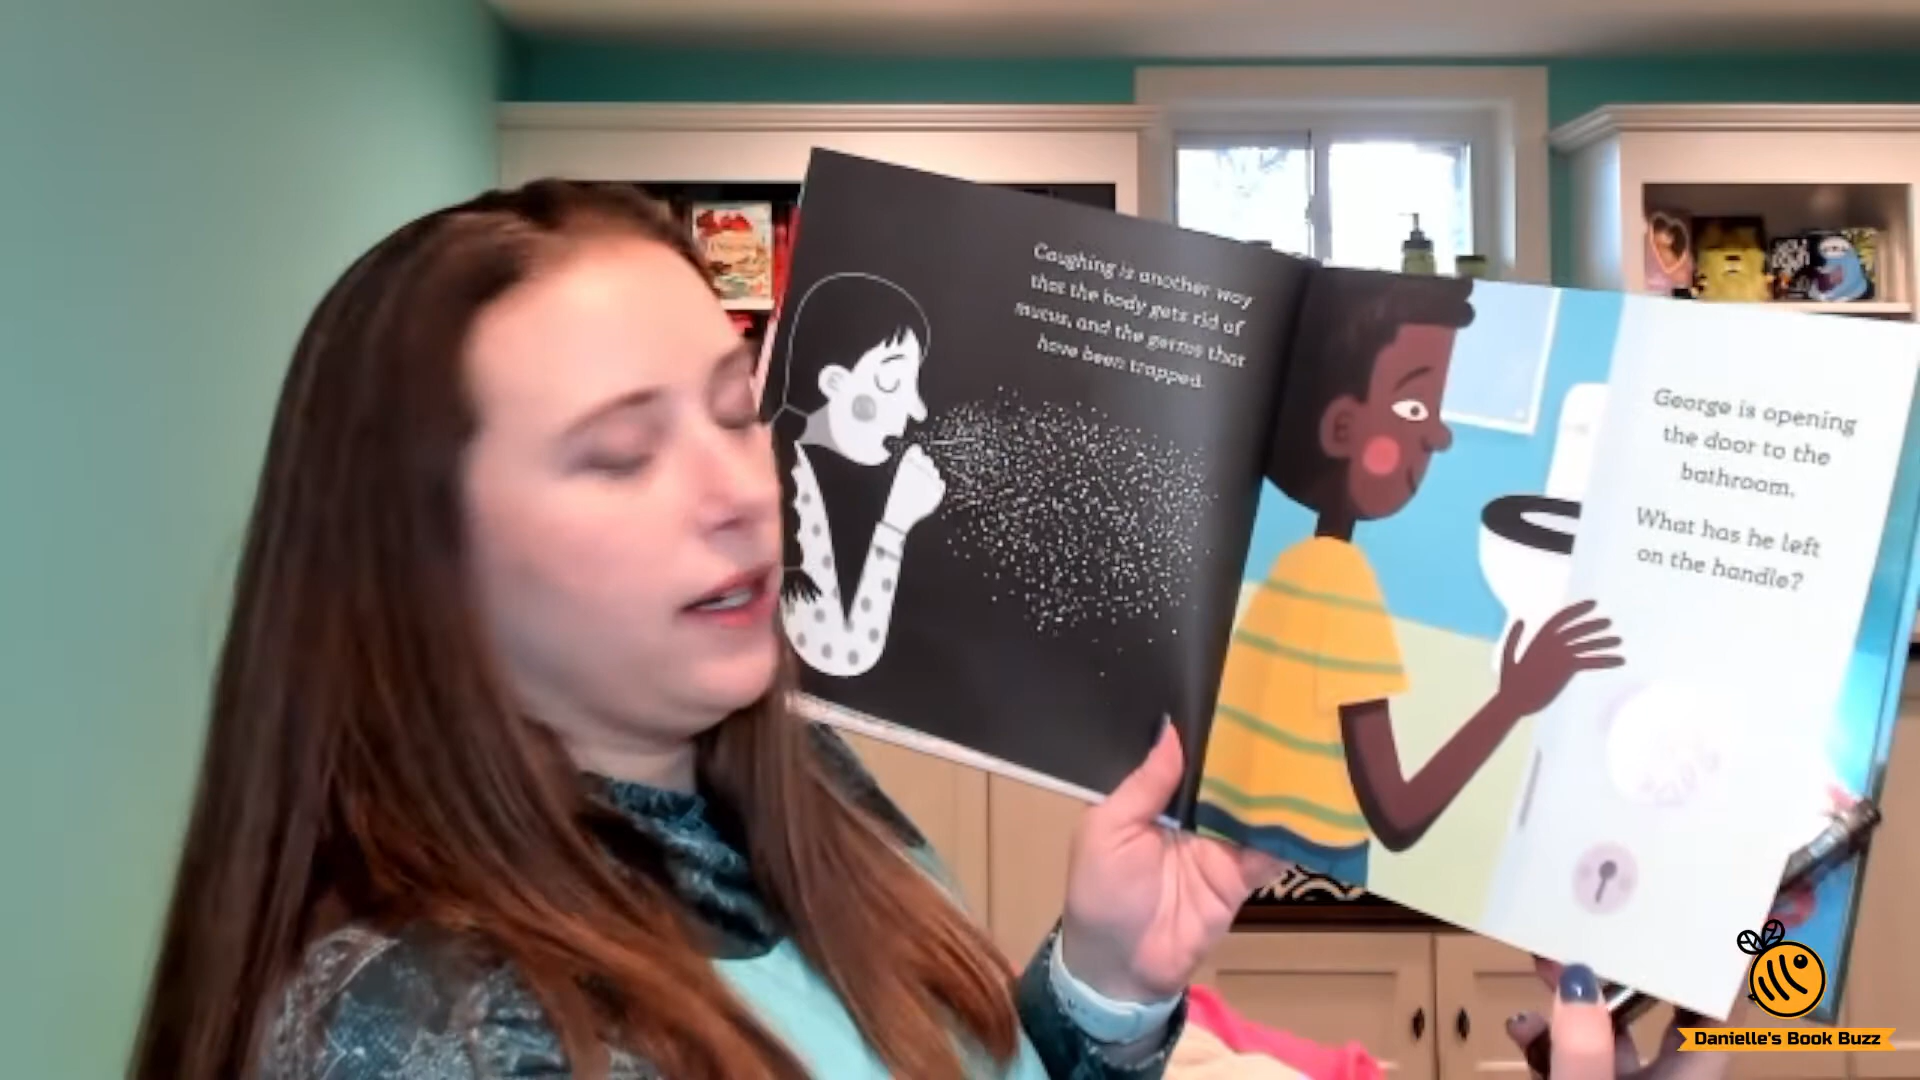 Coughing is another way
that the body gets rid of
mucus, and the germs that
have been trapped.
George is opening
the door to the
bathroom.
What has he left
on the handle?
Danielle's Book Buzz